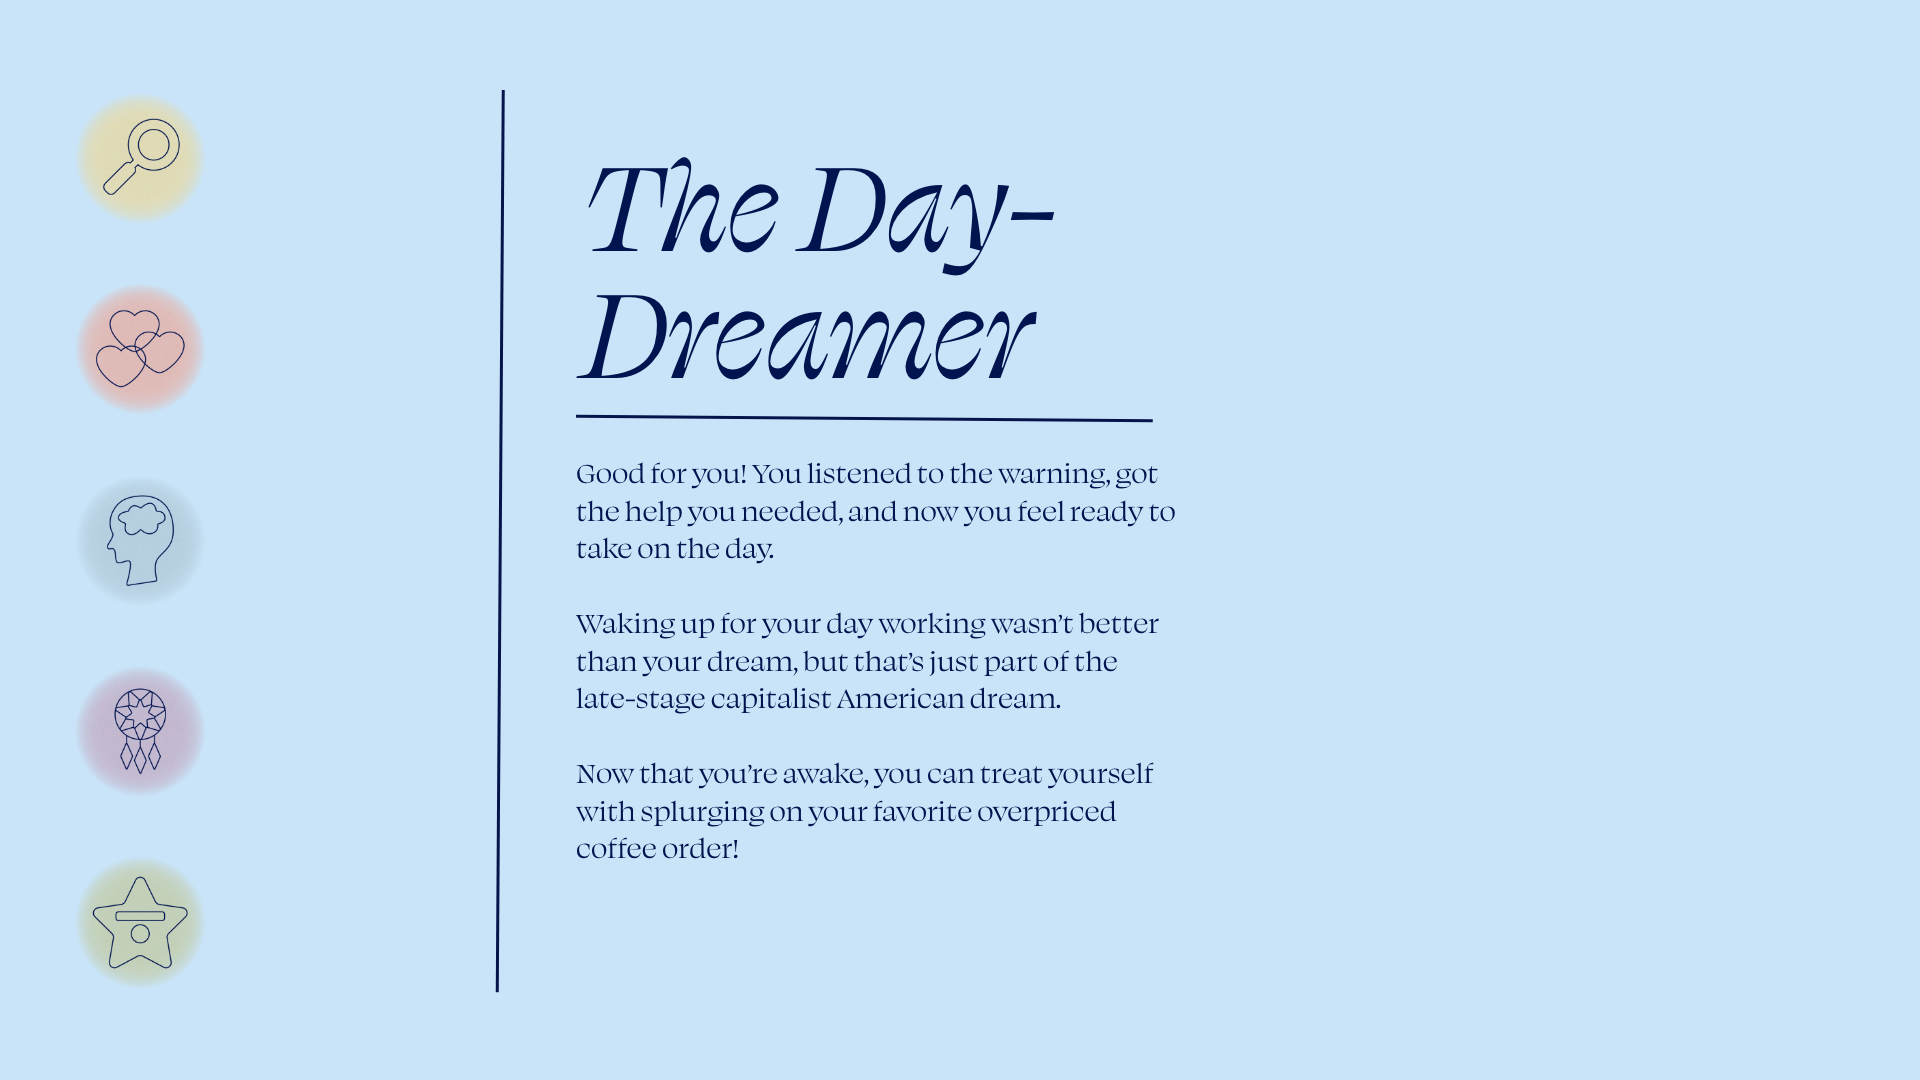 The Day-
Dreamer
Good for you! You listened to the warning, got
the help you needed, and now you feel ready to
take on the day.
Waking up for your day working wasn’t better
than your dream, but that’s just part of the
late-stage capitalist American dream.
Now that you’re awake, you can treat yourself
with splurging on your favorite overpriced
coffee order!